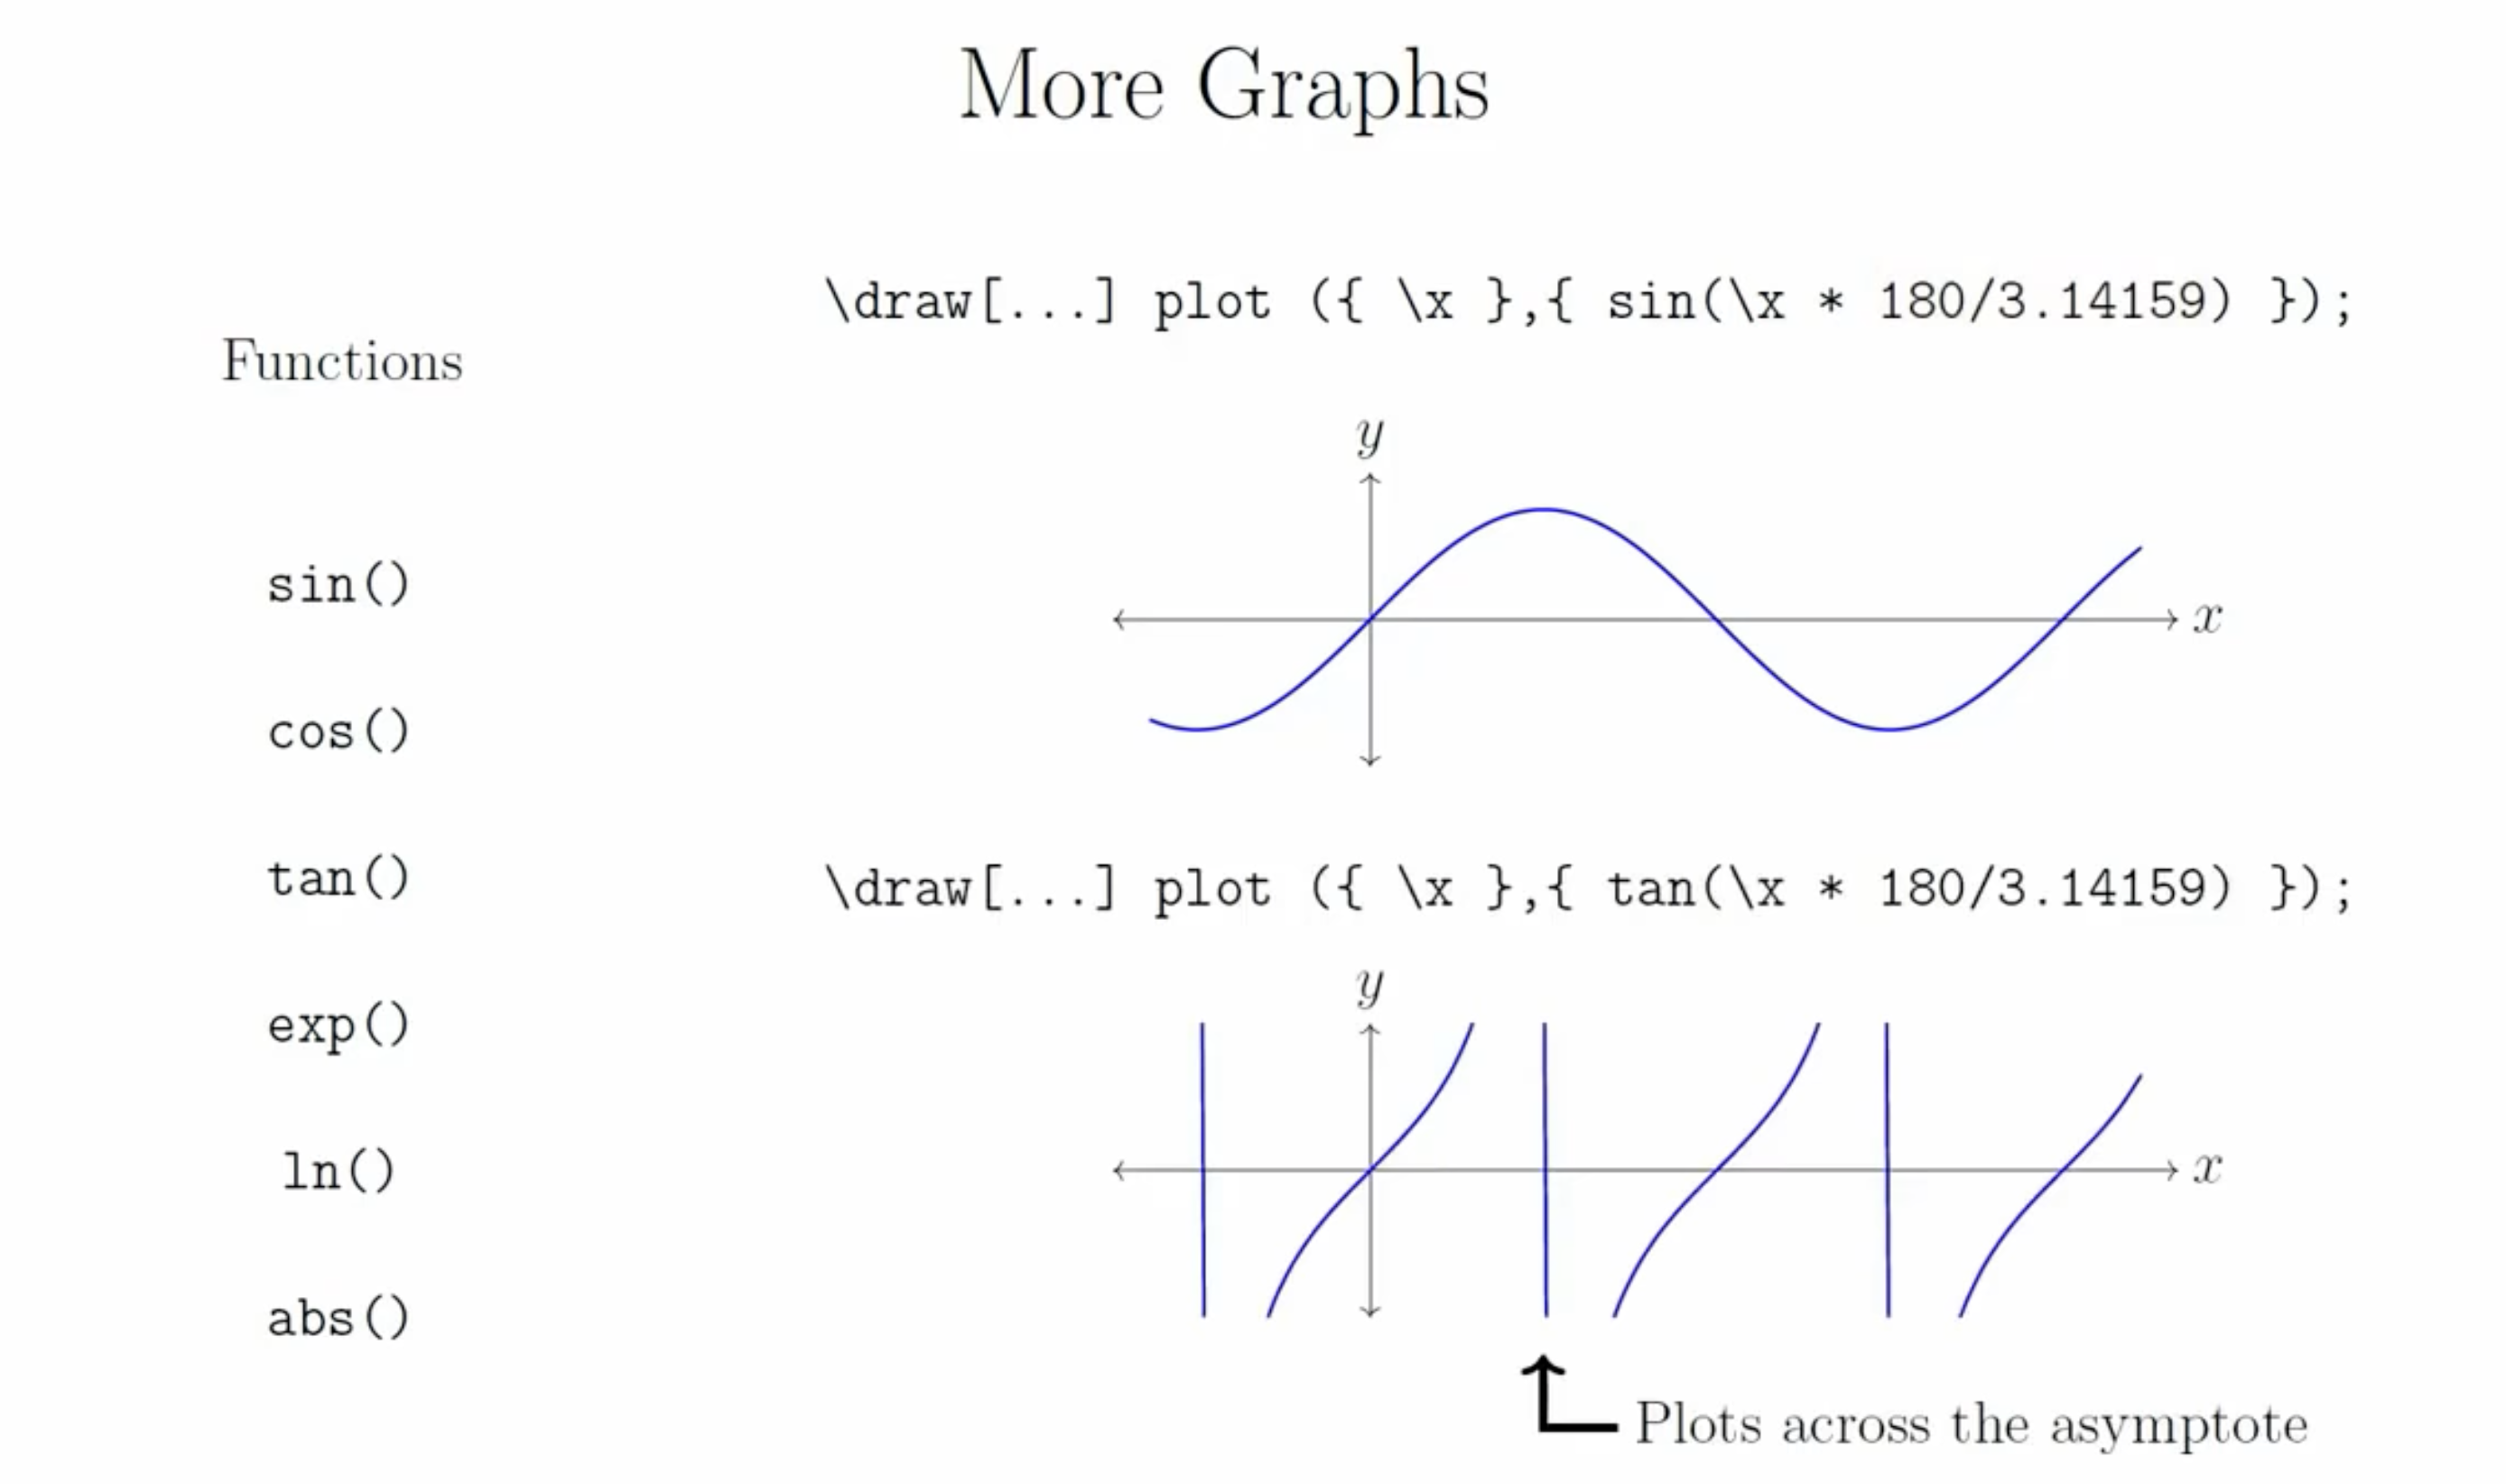 More Graphs
Functions
sin()
cos()
tan()
exp()
ln()
abs()
\draw[...] plot ({ \x },{ sin(\x * 180/3.14159) });
y
x
\draw[...] plot ({ \x },{ tan(\x * 180/3.14159) });
y
x
Plots across the asymptote